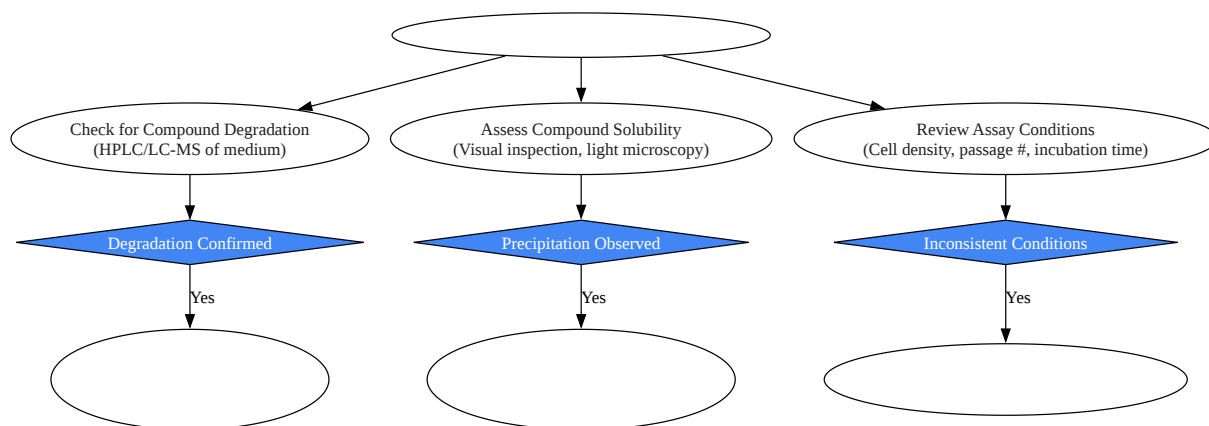 Check for Compound Degradation
(HPLC/LC-MS of medium)
Assess Compound Solubility
(Visual inspection, light microscopy)
Review Assay Conditions
(Cell density, passage #, incubation time)
Degradation Confirmed
Precipitation Observed
Inconsistent Conditions
Yes
Yes
Yes